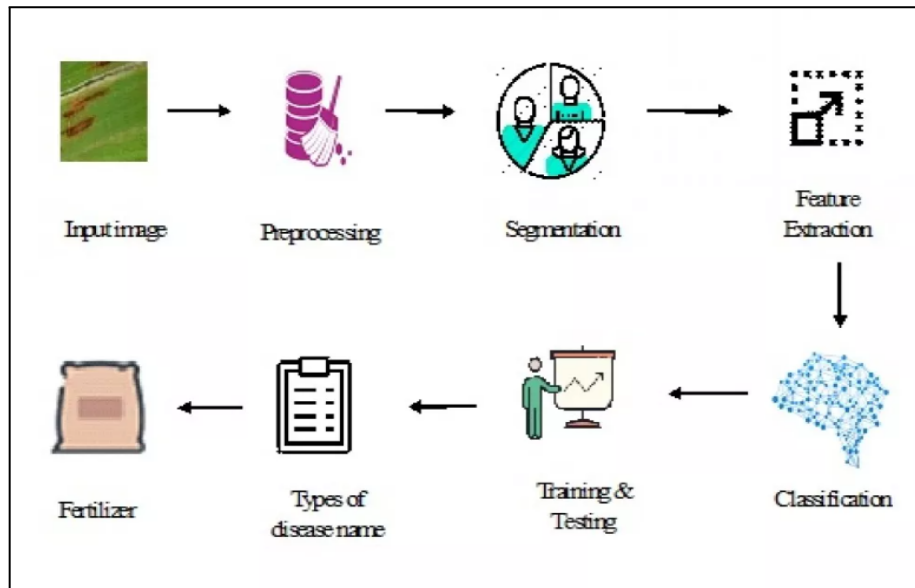 Input image
Preprocessing
Segmentation
Feature
Extraction
Fertilizer
Types of
disease name
Training &
Testing
Classification